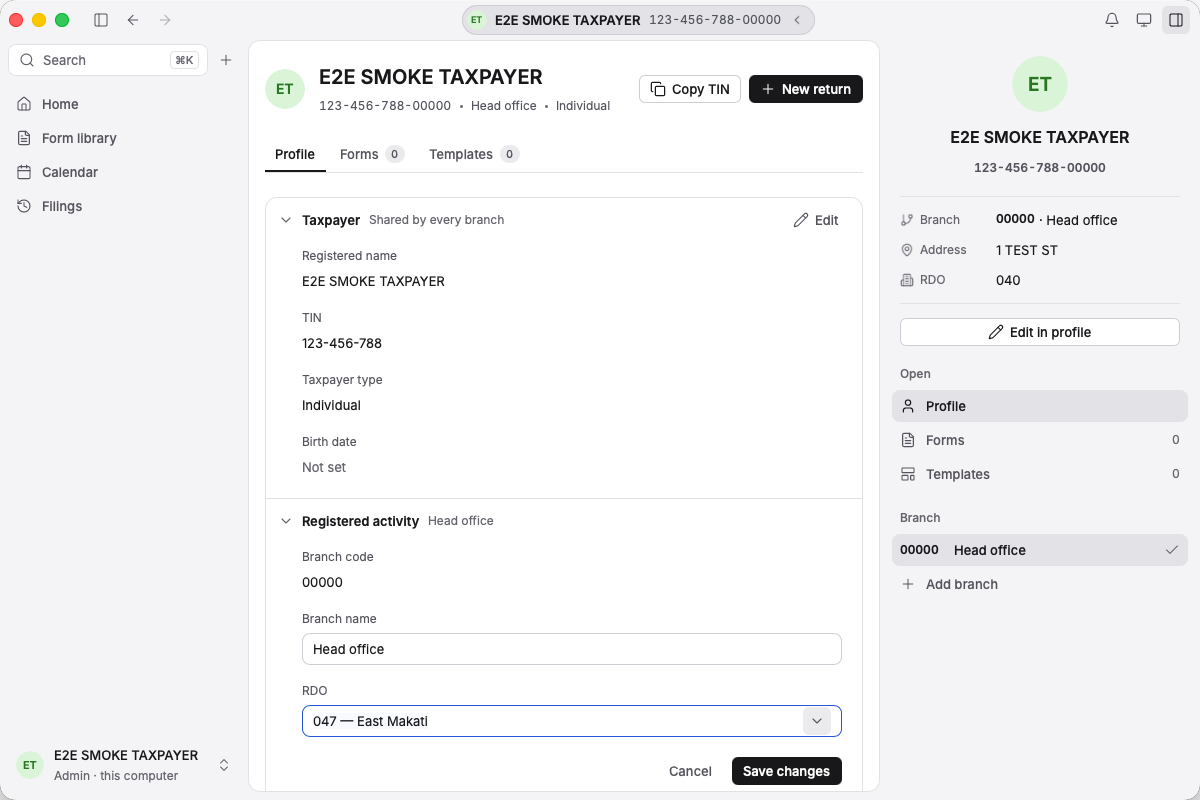 ET E2E SMOKE TAXPAYER 123-456-788-00000
Search ⌘K
Home
Form library
Calendar
Filings
ET E2E SMOKE TAXPAYER
Admin · this computer
ET
E2E SMOKE TAXPAYER
123-456-788-00000 • Head office • Individual
Copy TIN
New return
Profile
Forms 0
Templates 0
Taxpayer Shared by every branch
Edit
Registered name
E2E SMOKE TAXPAYER
TIN
123-456-788
Taxpayer type
Individual
Birth date
Not set
Registered activity Head office
Branch code
00000
Branch name
Head office
RDO
047 — East Makati
Cancel
Save changes
ET
E2E SMOKE TAXPAYER
123-456-788-00000
Branch 00000 · Head office
Address 1 TEST ST
RDO 040
Edit in profile
Open
Profile
Forms 0
Templates 0
Branch
00000 Head office
Add branch